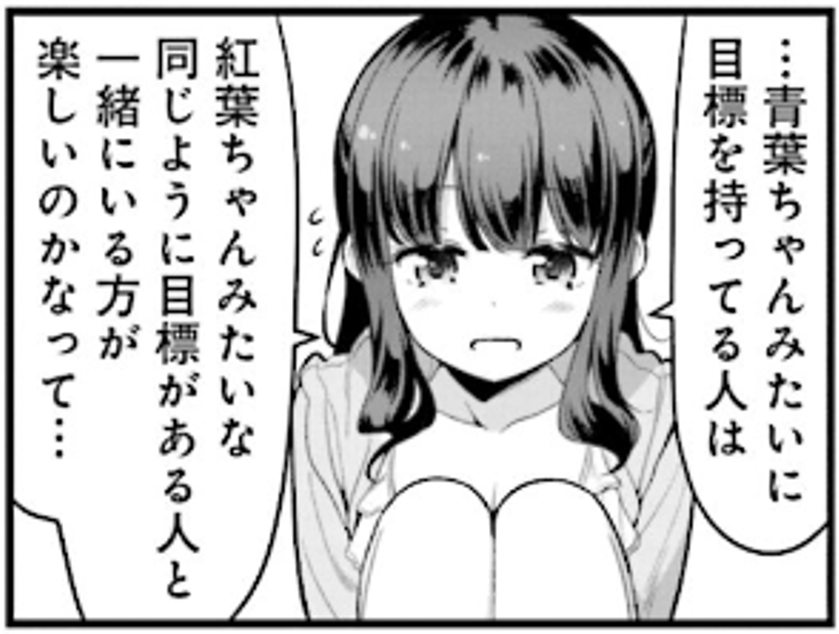 …青葉ちゃんみたいに
目標を持ってる人は
紅葉ちゃんみたいな
同じように目標がある人と
一緒にいる方が
楽しいのかなって…